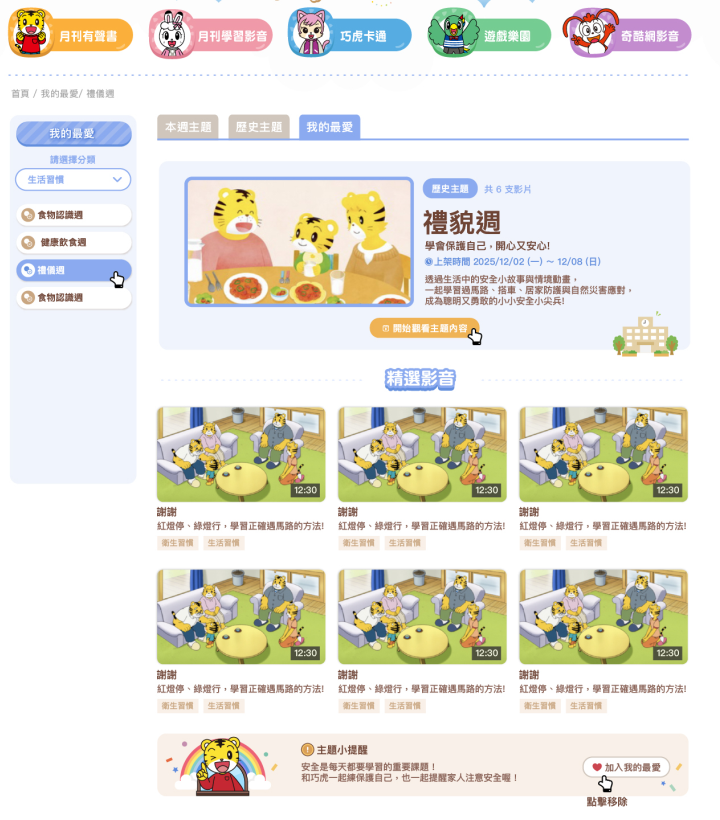 月刊有聲書
月刊學習影音
巧虎卡通
遊戲樂園
奇酷網影音
首頁 / 我的最愛/ 禮儀週
我的最愛
請選擇分類
生活習慣
食物認識週
健康飲食週
禮儀週
食物認識週
本週主題
歷史主題
我的最愛
歷史主題
共 6 支影片
禮貌週
學會保護自己，開心又安心!
上架時間 2025/12/02 (一) ～ 12/08 (日)
透過生活中的安全小故事與情境動畫，
一起學習過馬路、搭車、居家防護與自然災害應對，
成為聰明又勇敢的小小安全小尖兵!
開始觀看主題內容
精選影音
12:30
12:30
12:30
謝謝
謝謝
謝謝
紅燈停、綠燈行，學習正確過馬路的方法!
紅燈停、綠燈行，學習正確過馬路的方法!
紅燈停、綠燈行，學習正確過馬路的方法!
衛生習慣 生活習慣
衛生習慣 生活習慣
衛生習慣 生活習慣
12:30
12:30
12:30
謝謝
謝謝
謝謝
紅燈停、綠燈行，學習正確過馬路的方法!
紅燈停、綠燈行，學習正確過馬路的方法!
紅燈停、綠燈行，學習正確過馬路的方法!
衛生習慣 生活習慣
衛生習慣 生活習慣
衛生習慣 生活習慣
主題小提醒
安全是每天都要學習的重要課題！
和巧虎一起練保護自己，也一起提醒家人注意安全喔！
加入我的最愛
點擊移除